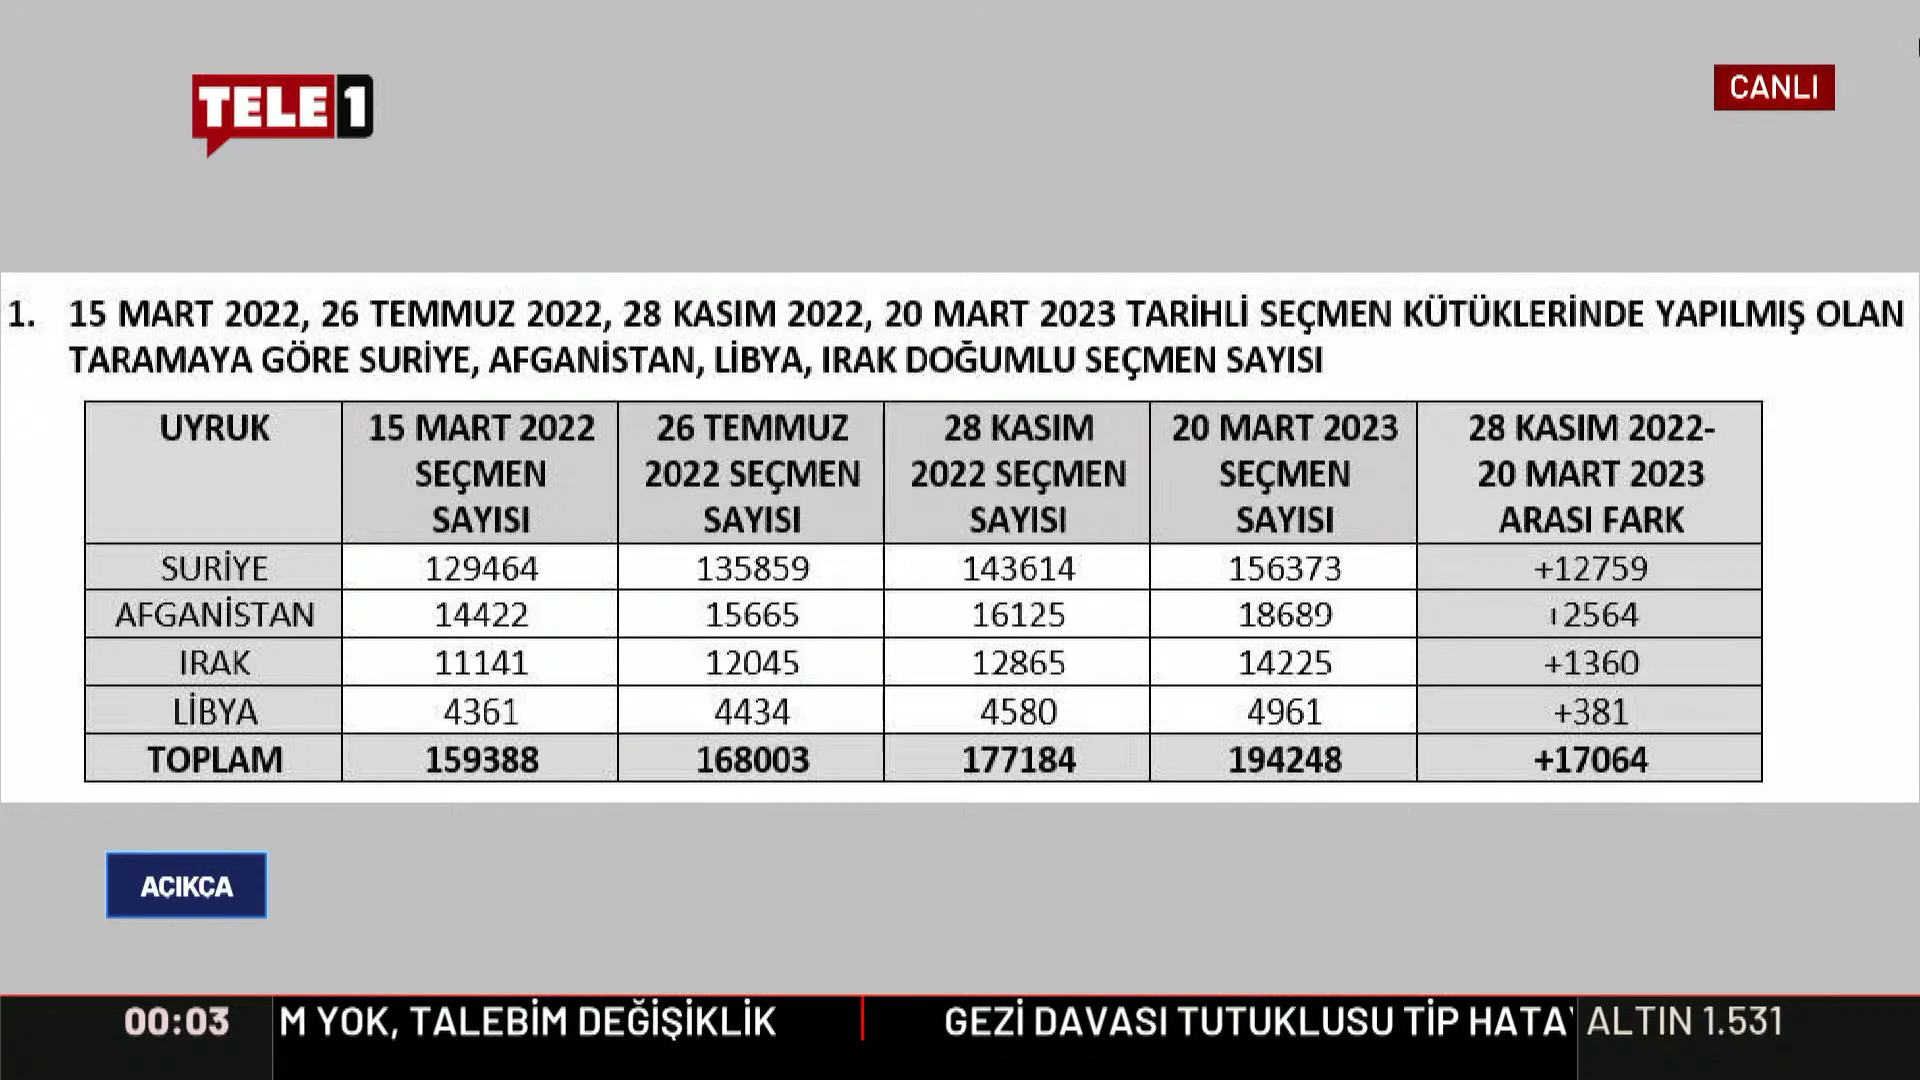 TELE1
CANLI
1. 15 MART 2022, 26 TEMMUZ 2022, 28 KASIM 2022, 20 MART 2023 TARİHLİ SEÇMEN KÜTÜKLERİNDE YAPILMIŞ OLAN
TARAMAYA GÖRE SURİYE, AFGANİSTAN, LİBYA, IRAK DOĞUMLU SEÇMEN SAYISI
UYRUK 15 MART 2022 SEÇMEN SAYISI 26 TEMMUZ 2022 SEÇMEN SAYISI 28 KASIM 2022 SEÇMEN SAYISI 20 MART 2023 SEÇMEN SAYISI 28 KASIM 2022- 20 MART 2023 ARASI FARK
SURİYE 129464 135859 143614 156373 +12759
AFGANİSTAN 14422 15665 16125 18689 +2564
IRAK 11141 12045 12865 14225 +1360
LİBYA 4361 4434 4580 4961 +381
TOPLAM 159388 168003 177184 194248 +17064
AÇIKÇA
00:03 M YOK, TALEBİM DEĞİŞİKLİK GEZİ DAVASI TUTUKLUSU TİP HATA ALTIN 1.531